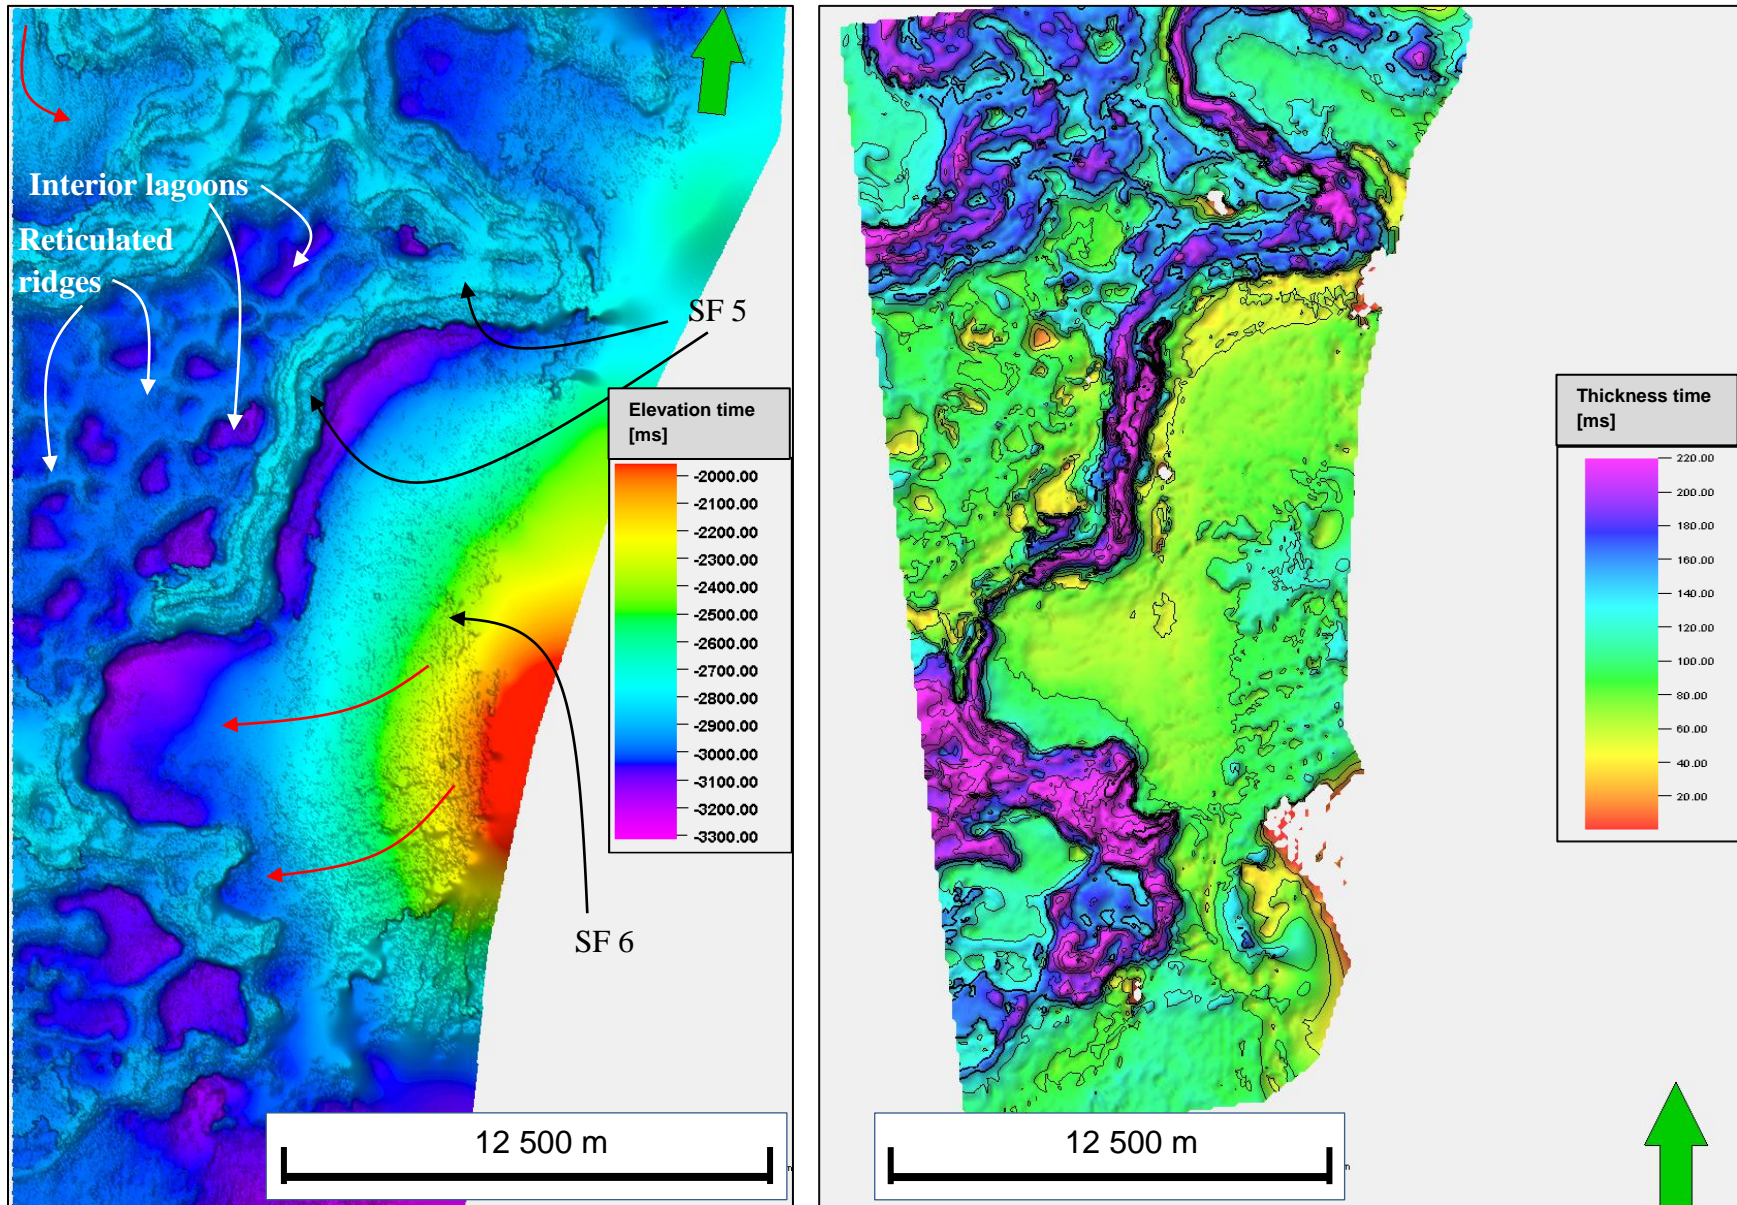 Interior lagoons
Reticulated
ridges
SF 5
Elevation time
[ms]
-2000.00
-2100.00
-2200.00
-2300.00
-2400.00
-2500.00
-2600.00
-2700.00
-2800.00
-2900.00
-3000.00
-3100.00
-3200.00
-3300.00
SF 6
12 500 m
m
Thickness time
[ms]
220.00
200.00
180.00
160.00
140.00
120.00
100.00
80.00
60.00
40.00
20.00
12 500 m
m